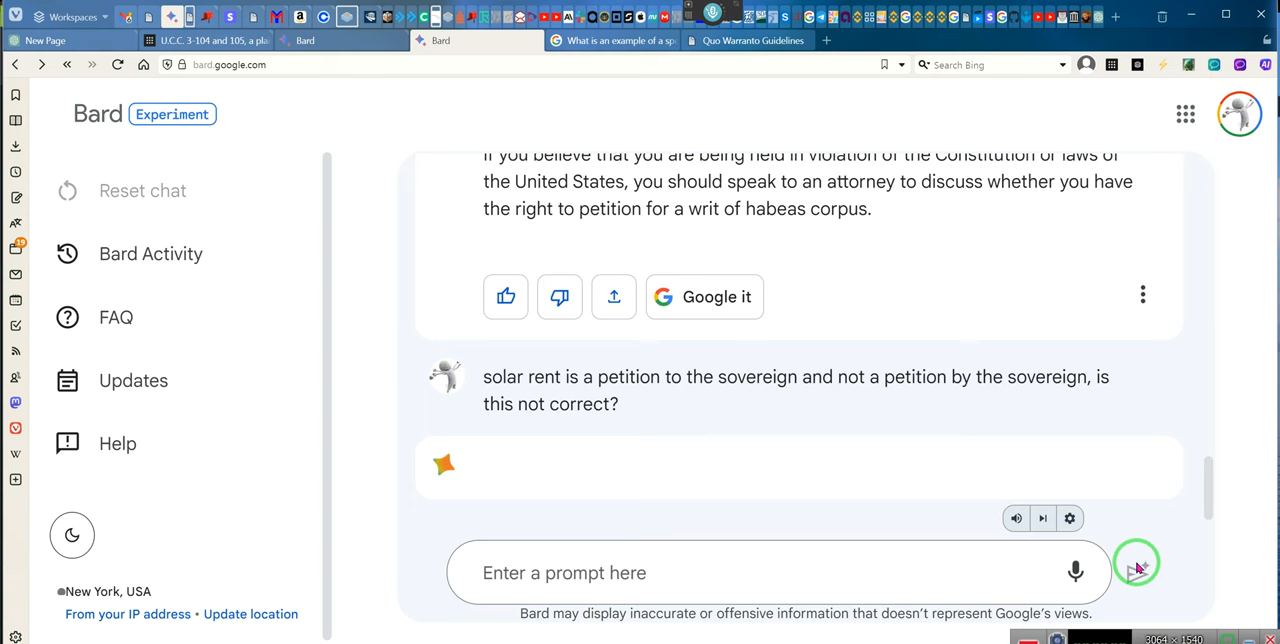 Workspaces
New Page
U.C.C. 3-104 and 105, a pla
Bard
Bard
What is an example of a sp
Quo Warranto Guidelines
bard.google.com
Search Bing
Bard Experiment
Reset chat
Bard Activity
FAQ
Updates
Help
New York, USA
From your IP address • Update location
If you believe that you are being held in violation of the Constitution or laws of
the United States, you should speak to an attorney to discuss whether you have
the right to petition for a writ of habeas corpus.
Google it
solar rent is a petition to the sovereign and not a petition by the sovereign, is
this not correct?
Enter a prompt here
Bard may display inaccurate or offensive information that doesn't represent Google's views.
3064 × 1540